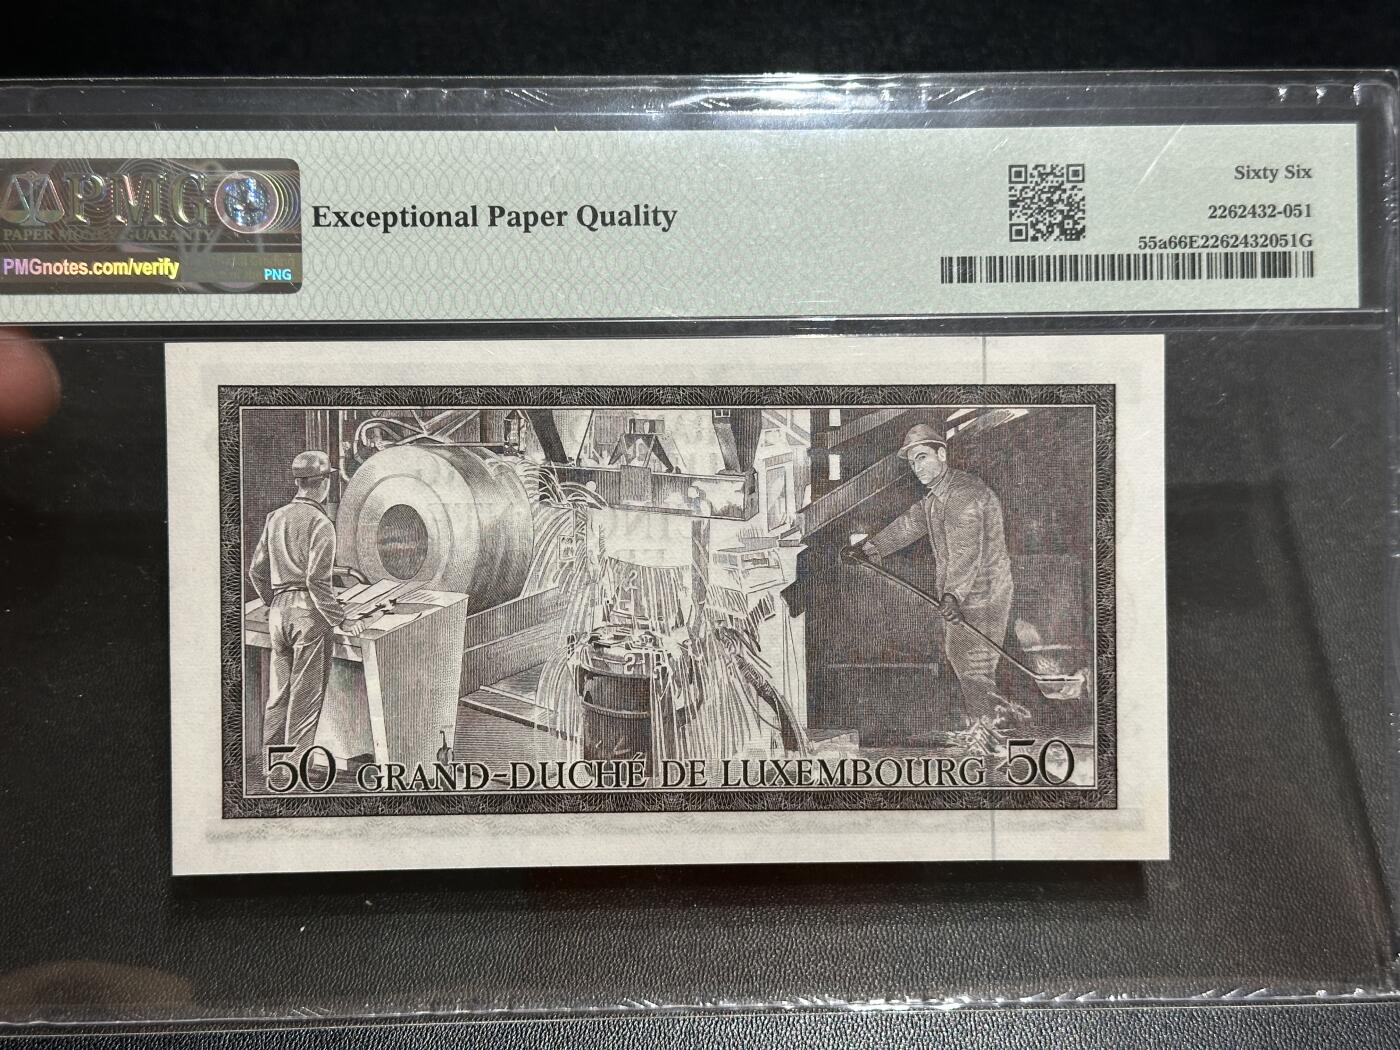 PMG
PAPER MONEY GUARANTY
PMGnotes.com/verify
PNG
Exceptional Paper Quality
Sixty Six
2262432-051
55a66E2262432051G
50 GRAND-DUCHÉ DE LUXEMBOURG 50